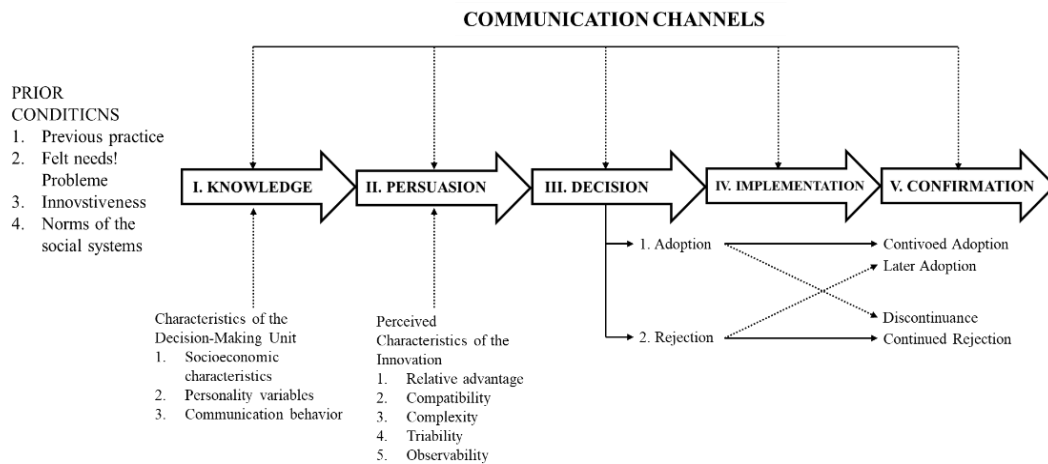 COMMUNICATION CHANNELS
PRIOR
CONDITICNS
1. Previous practice
2. Felt needs!
Probleme
3. Innovstiveness
4. Norms of the
social systems
I. KNOWLEDGE
II. PERSUASION
III. DECISION
IV. IMPLEMENTATION
V. CONFIRMATION
1. Adoption
Contivoed Adoption
Later Adoption
Discontinuance
2. Rejection
Continued Rejection
Characteristics of the
Decision-Making Unit
1. Socioeconomic
characteristics
2. Personality variables
3. Communication behavior
Perceived
Characteristics of the
Innovation
1. Relative advantage
2. Compatibility
3. Complexity
4. Triability
5. Observability